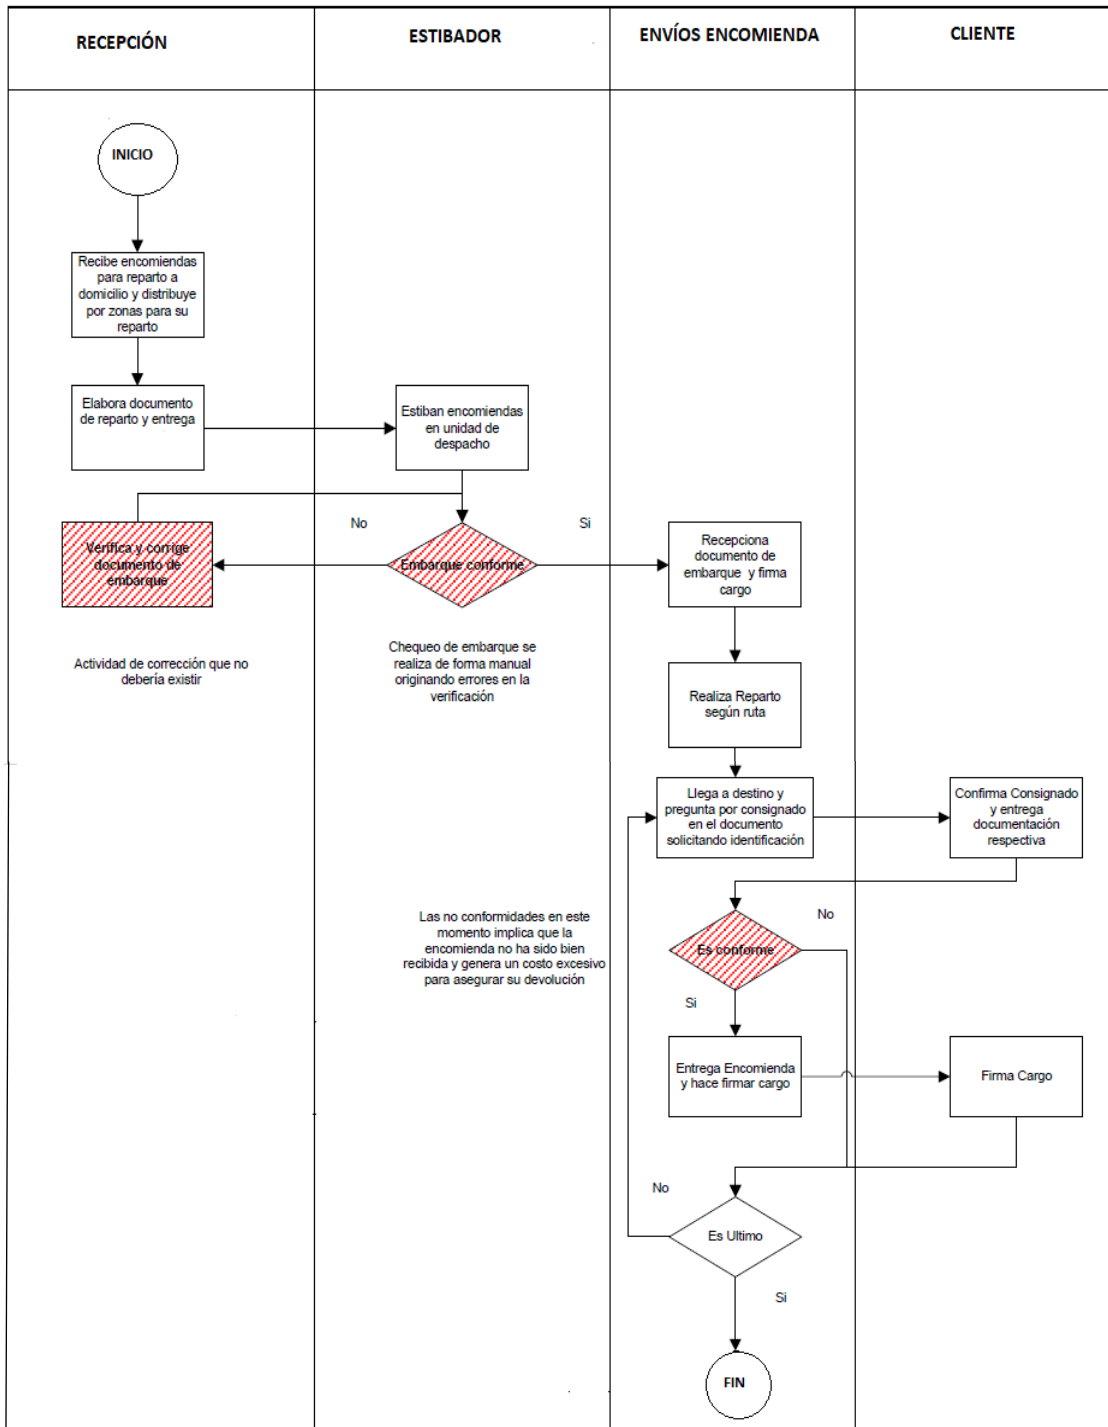 RECEPCIÓN
ESTIBADOR
ENVÍOS ENCOMIENDA
CLIENTE
INICIO
Recibe encomiendas
para reparto a
domicilio y distribuye
por zonas para su
reparto
Elabora documento
de reparto y entrega
Estiban encomiendas
en unidad de
despacho
No
Si
Verifica y corrige
documento de
embarque
Embarque conforme
Recepciona
documento de
embarque y firma
cargo
Actividad de corrección que no
debería existir
Chequeo de embarque se
realiza de forma manual
originando errores en la
verificación
Realiza Reparto
según ruta
Llega a destino y
pregunta por consignado
en el documento
solicitando identificación
Confirma Consignado
y entrega
documentación
respectiva
Las no conformidades en este
momento implica que la
encomienda no ha sido bien
recibida y genera un costo excesivo
para asegurar su devolución
No
Es conforme
Si
Entrega Encomienda
y hace firmar cargo
Firma Cargo
No
Es Ultimo
Si
FIN